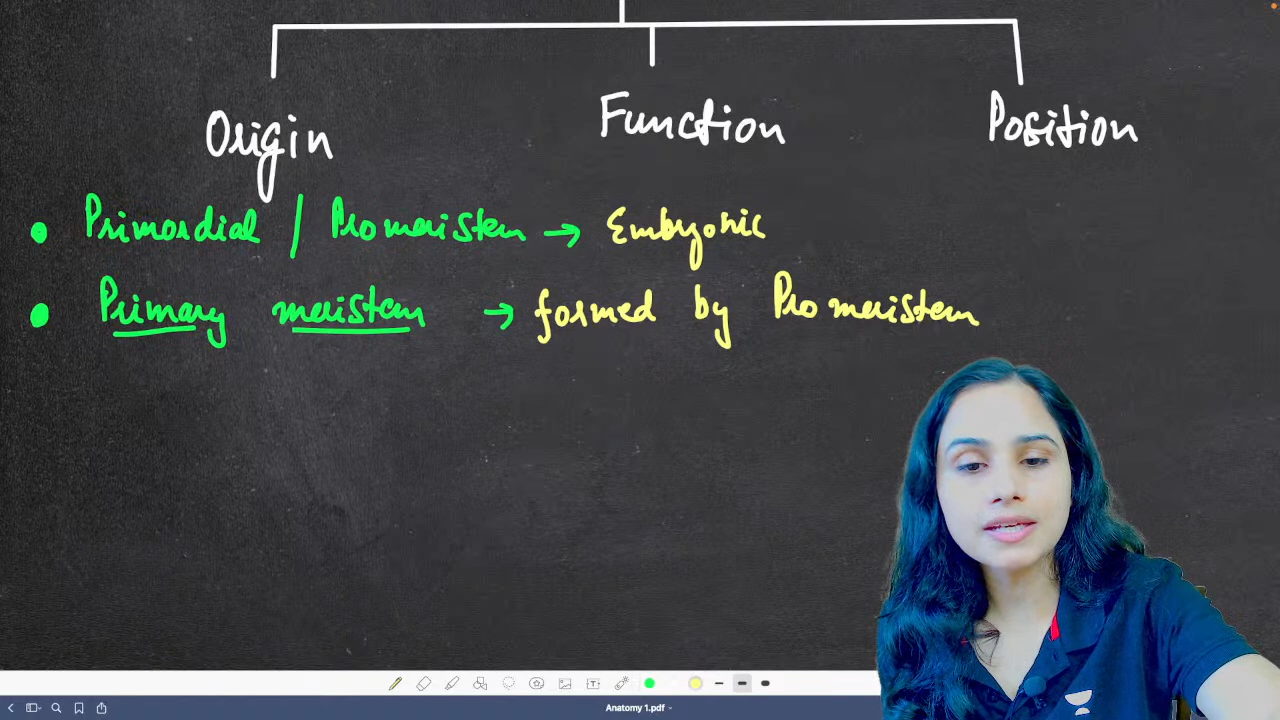 Origin Function Position
• Primordial / Promeristem → Embryonic
• Primary meristem → formed by Promeristem
Anatomy 1.pdf